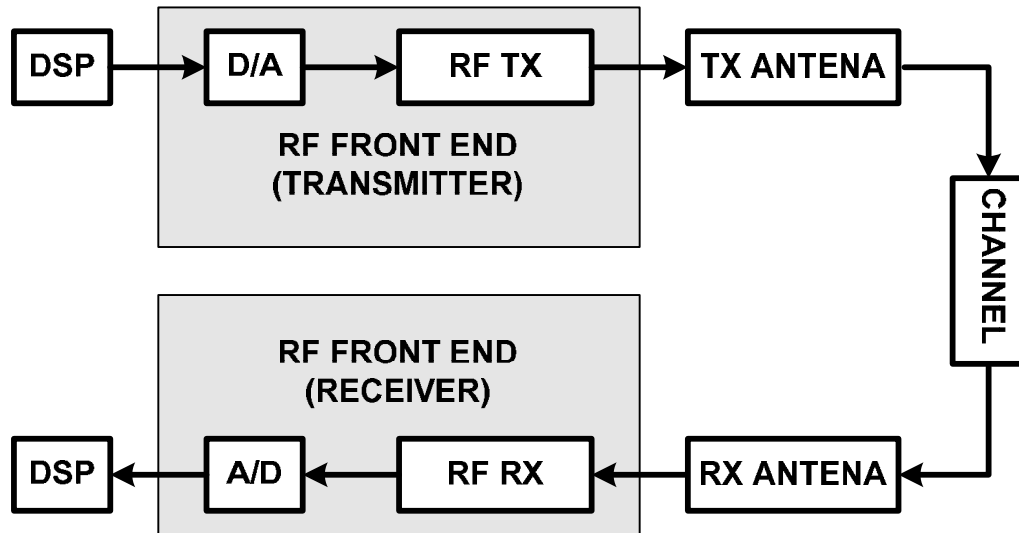 DSP
D/A
RF TX
TX ANTENA
RF FRONT END
(TRANSMITTER)
CHANNEL
RF FRONT END
(RECEIVER)
DSP
A/D
RF RX
RX ANTENA